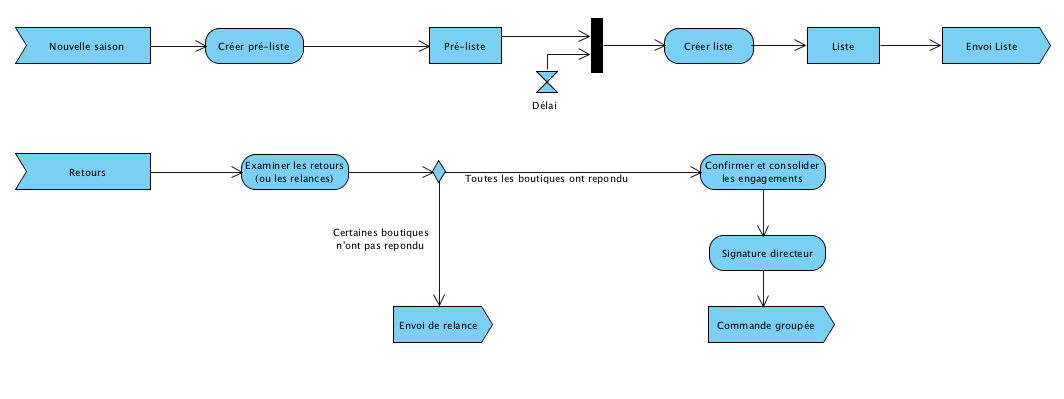 Nouvelle saison
Créer pré-liste
Pré-liste
Créer liste
Liste
Envoi Liste
Délai
Retours
Examiner les retours
(ou les relances)
Toutes les boutiques ont repondu
Confirmer et consolider
les engagements
Certaines boutiques
n'ont pas repondu
Signature directeur
Envoi de relance
Commande groupée